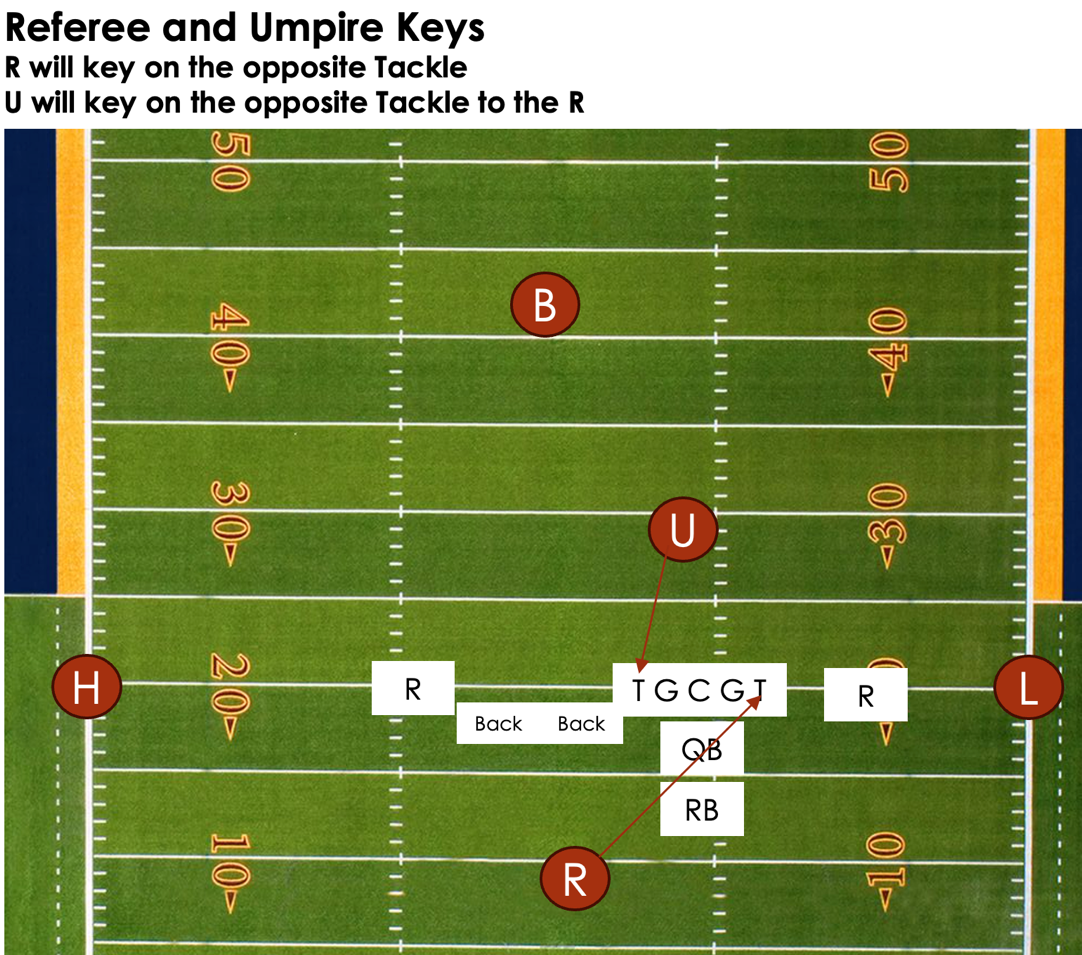 Referee and Umpire Keys
R will key on the opposite Tackle
U will key on the opposite Tackle to the R
50 50
B
40 40
30 30
U
20
H R T G C G T R L
Back Back
QB
RB
10 10
R